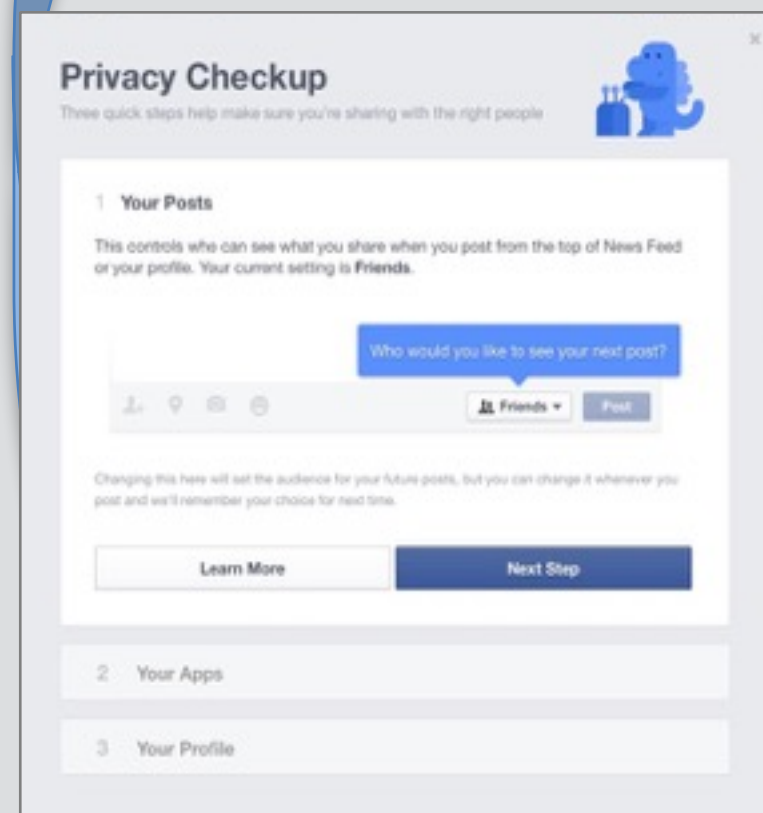 Privacy Checkup
Three quick steps help make sure you're sharing with the right people
1 Your Posts
This controls who can see what you share when you post from the top of News Feed
or your profile. Your current setting is Friends.
Who would you like to see your next post?
Friends
Post
Changing this here will set the audience for your future posts, but you can change it whenever you
post and we'll remember your choice for next time.
Learn More
Next Step
2 Your Apps
3 Your Profile